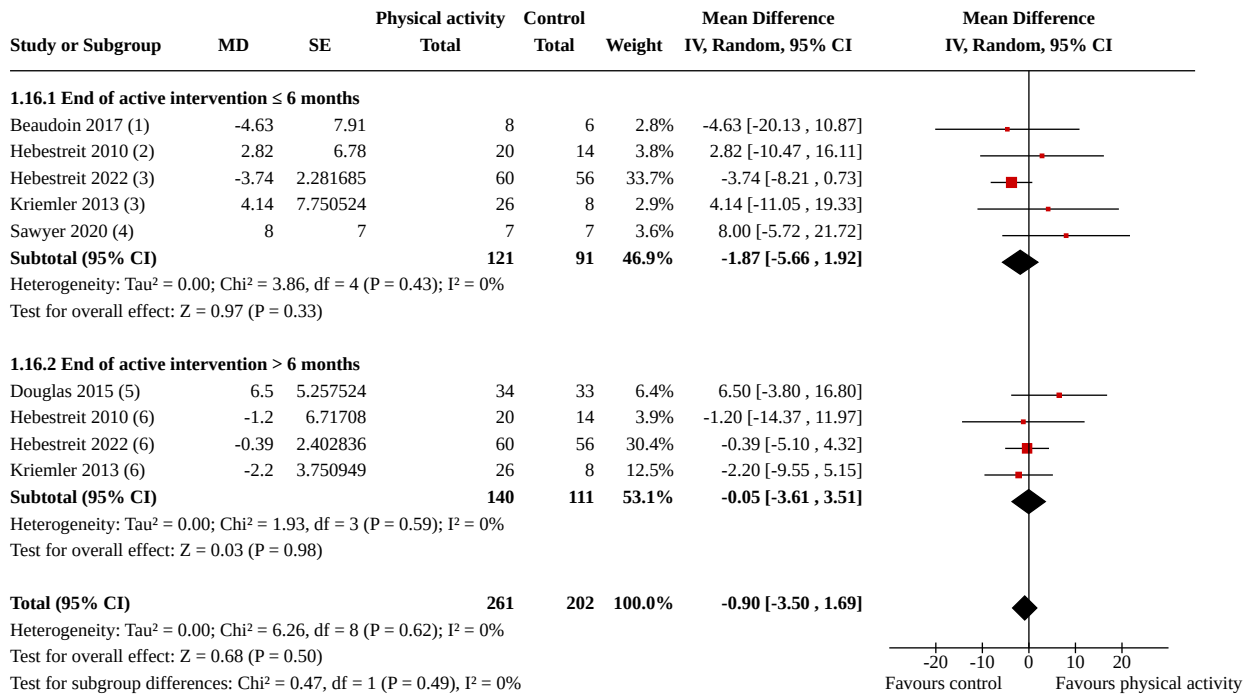 Physical activity Control Mean Difference Mean Difference
Study or Subgroup MD SE Total Total Weight IV, Random, 95% CI IV, Random, 95% CI
1.16.1 End of active intervention ≤ 6 months
Beaudoin 2017 (1) -4.63 7.91 8 6 2.8% -4.63 [-20.13 , 10.87]
Hebestreit 2010 (2) 2.82 6.78 20 14 3.8% 2.82 [-10.47 , 16.11]
Hebestreit 2022 (3) -3.74 2.281685 60 56 33.7% -3.74 [-8.21 , 0.73]
Kriemler 2013 (3) 4.14 7.750524 26 8 2.9% 4.14 [-11.05 , 19.33]
Sawyer 2020 (4) 8 7 7 7 3.6% 8.00 [-5.72 , 21.72]
Subtotal (95% CI) 121 91 46.9% -1.87 [-5.66 , 1.92]
Heterogeneity: Tau² = 0.00; Chi² = 3.86, df = 4 (P = 0.43); I² = 0%
Test for overall effect: Z = 0.97 (P = 0.33)
1.16.2 End of active intervention > 6 months
Douglas 2015 (5) 6.5 5.257524 34 33 6.4% 6.50 [-3.80 , 16.80]
Hebestreit 2010 (6) -1.2 6.71708 20 14 3.9% -1.20 [-14.37 , 11.97]
Hebestreit 2022 (6) -0.39 2.402836 60 56 30.4% -0.39 [-5.10 , 4.32]
Kriemler 2013 (6) -2.2 3.750949 26 8 12.5% -2.20 [-9.55 , 5.15]
Subtotal (95% CI) 140 111 53.1% -0.05 [-3.61 , 3.51]
Heterogeneity: Tau² = 0.00; Chi² = 1.93, df = 3 (P = 0.59); I² = 0%
Test for overall effect: Z = 0.03 (P = 0.98)
Total (95% CI) 261 202 100.0% -0.90 [-3.50 , 1.69]
Heterogeneity: Tau² = 0.00; Chi² = 6.26, df = 8 (P = 0.62); I² = 0%
Test for overall effect: Z = 0.68 (P = 0.50)
-20 -10 0 10 20
Test for subgroup differences: Chi² = 0.47, df = 1 (P = 0.49), I² = 0%
Favours control Favours physical activity